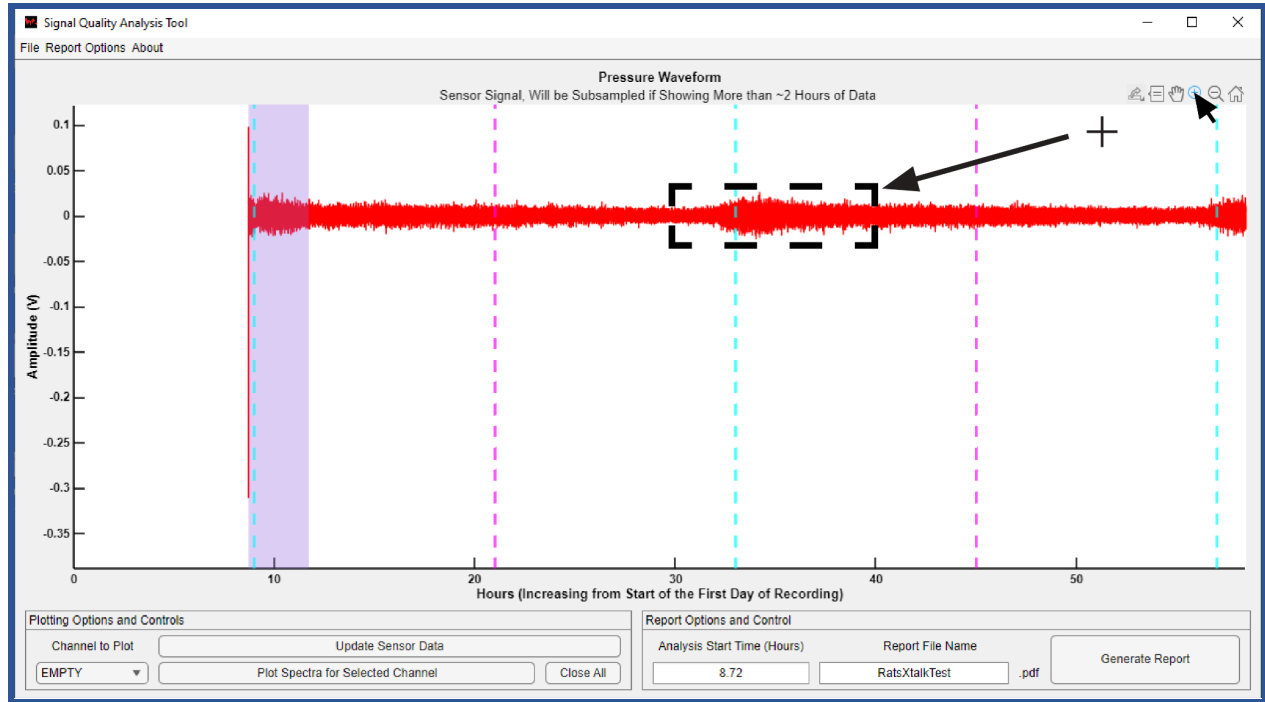 Signal Quality Analysis Tool
File Report Options About
Pressure Waveform
Sensor Signal, Will be Subsampled if Showing More than ~2 Hours of Data
0.1
0.05
0
-0.05
-0.1
-0.15
-0.2
-0.25
-0.3
-0.35
Amplitude (V)
0 10 20 30 40 50
Hours (Increasing from Start of the First Day of Recording)
Plotting Options and Controls
Channel to Plot Update Sensor Data
EMPTY Plot Spectra for Selected Channel Close All
Report Options and Control
Analysis Start Time (Hours) Report File Name
8.72 RatsXtalkTest .pdf Generate Report